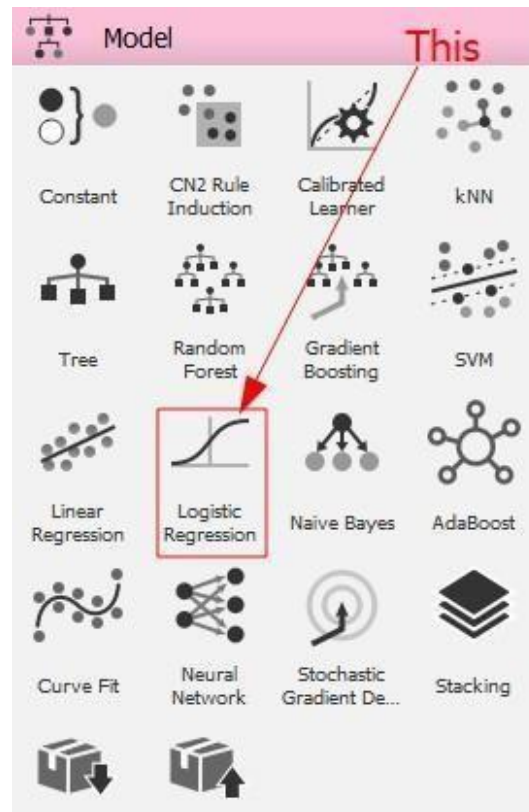 Model
This
Constant
CN2 Rule
Induction
Calibrated
Learner
kNN
Tree
Random
Forest
Gradient
Boosting
SVM
Linear
Regression
Logistic
Regression
Naive Bayes
AdaBoost
Curve Fit
Neural
Network
Stochastic
Gradient De...
Stacking